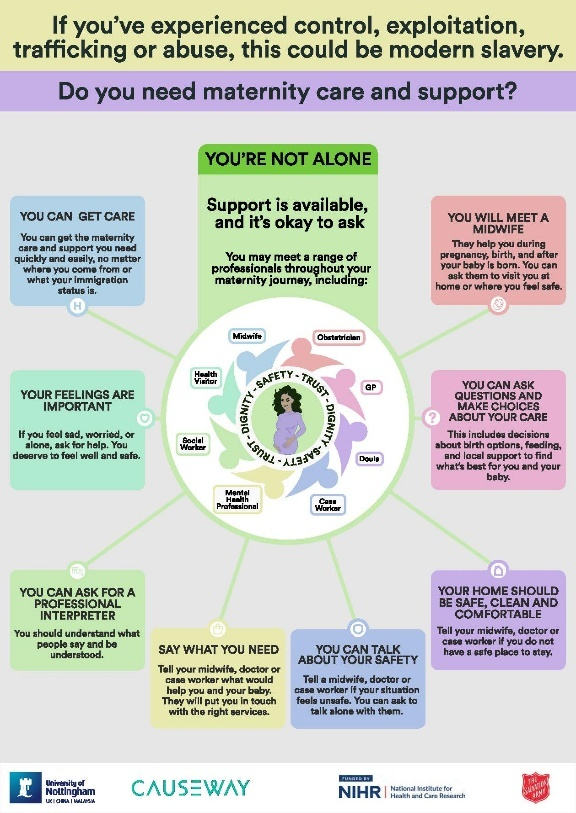 If you’ve experienced control, exploitation,
trafficking or abuse, this could be modern slavery.
Do you need maternity care and support?
YOU’RE NOT ALONE
Support is available,
and it’s okay to ask
You may meet a range of
professionals throughout your
maternity journey, including:
YOU CAN GET CARE
You can get the maternity
care and support you need
quickly and easily, no matter
where you come from or
what your immigration
status is.
H
YOU WILL MEET A
MIDWIFE
They help you during
pregnancy, birth, and after
your baby is born. You can
ask them to visit you at
home or where you feel safe.
Midwife
Obstetrician
Health
Visitor
GP
Social
Worker
Doula
Mental
Health
Professional
Case
Worker
SAFETY - TRUST - DIGNITY - SAFETY - TRUST - DIGNITY -
YOUR FEELINGS ARE
IMPORTANT
If you feel sad, worried, or
alone, ask for help. You
deserve to feel well and safe.
?
YOU CAN ASK
QUESTIONS AND
MAKE CHOICES
ABOUT YOUR CARE
This includes decisions
about birth options, feeding,
and local support to find
what’s best for you and your
baby.
YOU CAN ASK FOR A
PROFESSIONAL
INTERPRETER
You should understand what
people say and be
understood.
SAY WHAT YOU NEED
Tell your midwife, doctor or
case worker what would
help you and your baby.
They will put you in touch
with the right services.
YOU CAN TALK
ABOUT YOUR SAFETY
Tell a midwife, doctor or
case worker if your situation
feels unsafe. You can ask to
talk alone with them.
YOUR HOME SHOULD
BE SAFE, CLEAN AND
COMFORTABLE
Tell your midwife, doctor or
case worker if you do not
have a safe place to stay.
University of
Nottingham
UK | CHINA | MALAYSIA
CAUSEWAY
FUNDED BY
NIHR | National Institute for
Health and Care Research
THE
SALVATION
ARMY